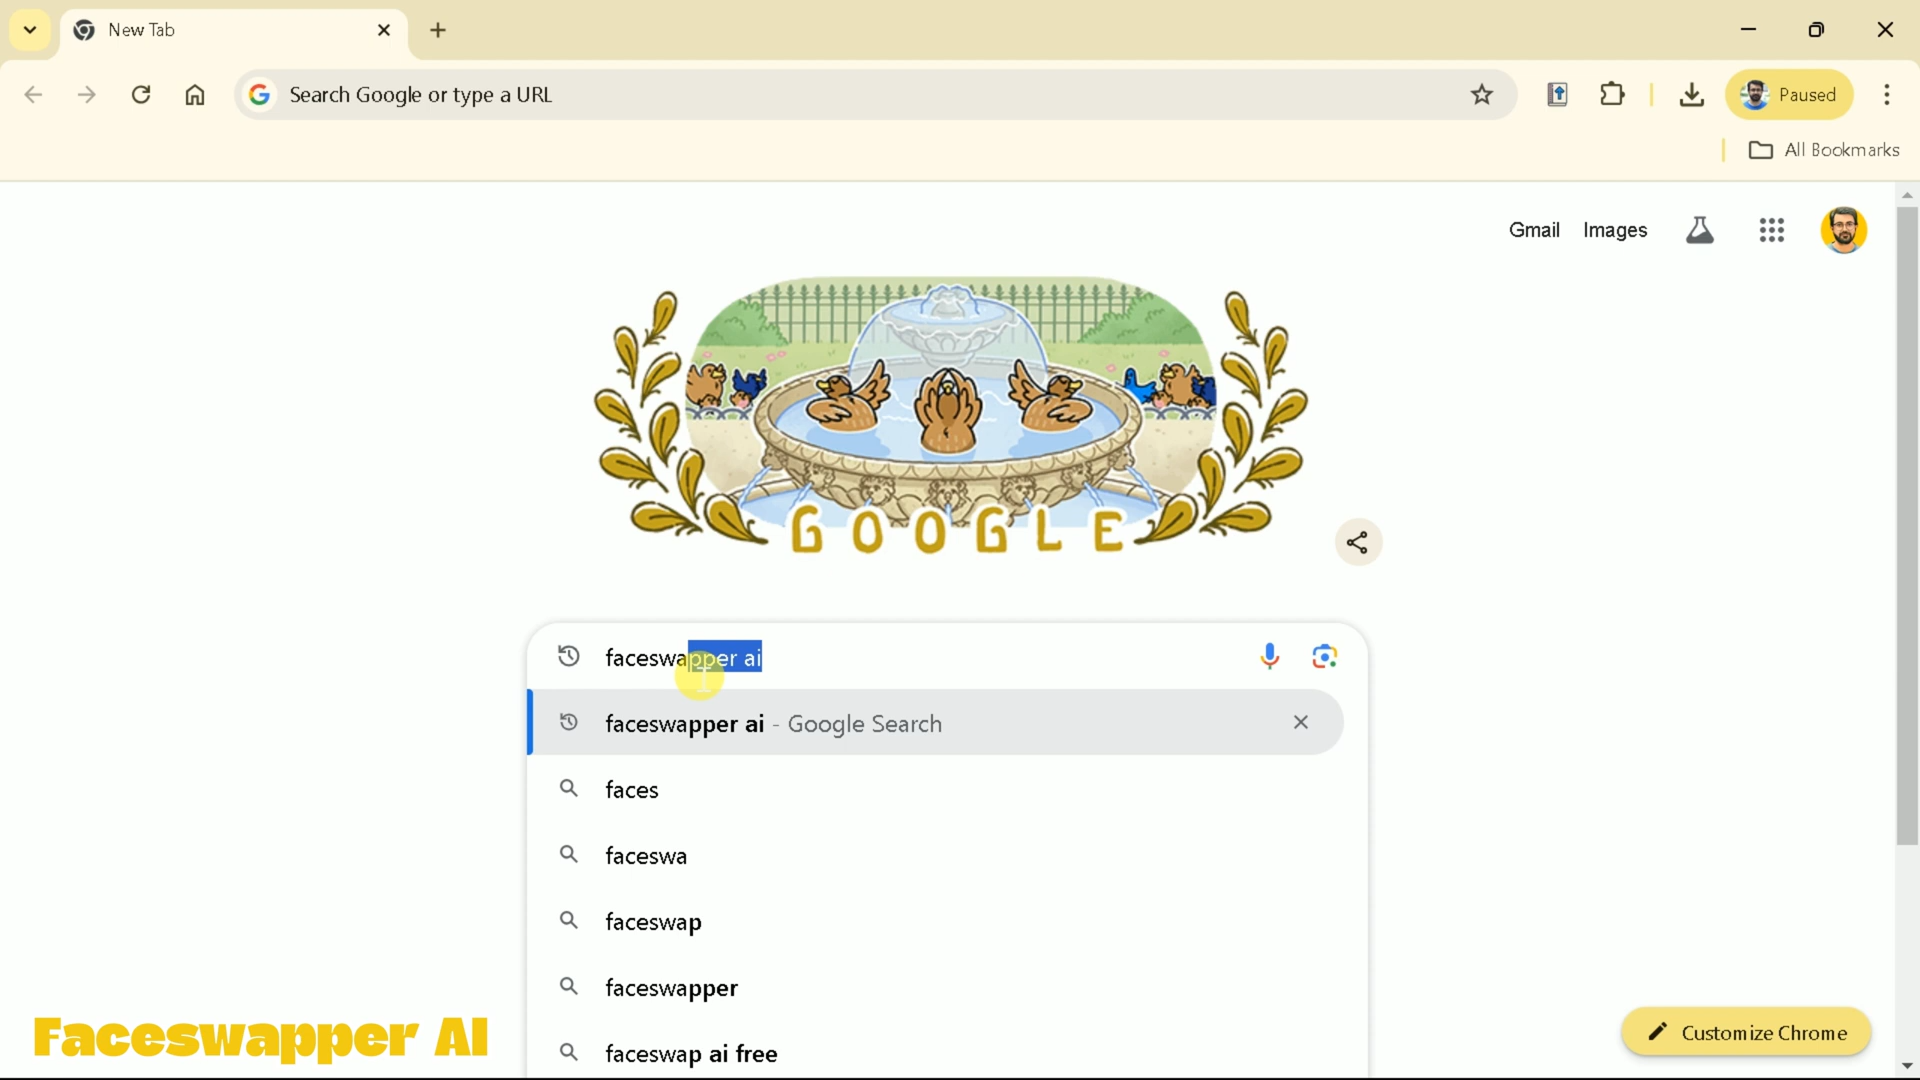 New Tab
Search Google or type a URL
Paused
All Bookmarks
Gmail Images
GOOGLE
faceswapper ai
faceswapper ai - Google Search
faces
faceswa
faceswap
faceswapper
faceswap ai free
Faceswapper AI
Customize Chrome